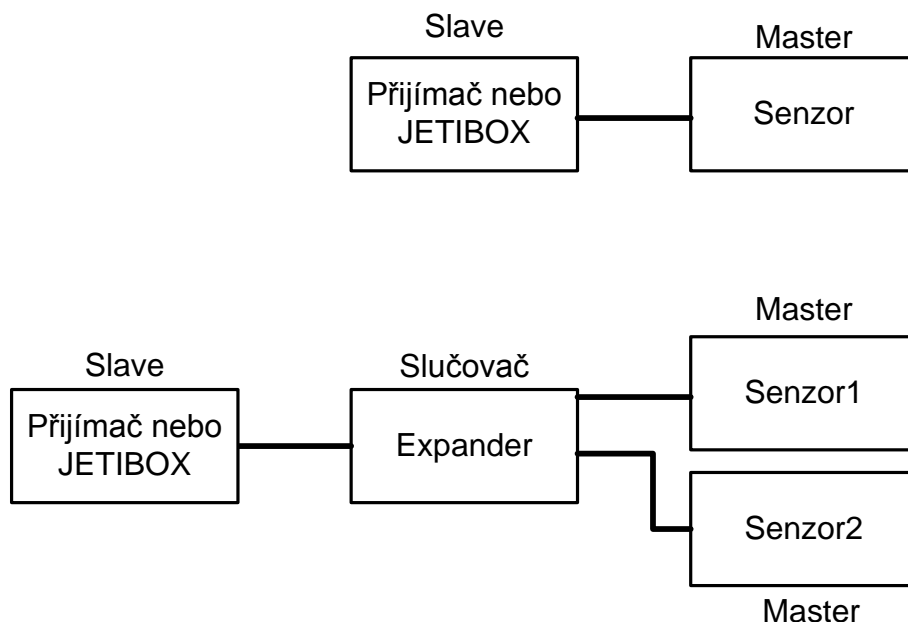 Slave
Přijímač nebo
JETIBOX
Master
Senzor
Slave
Přijímač nebo
JETIBOX
Slučovač
Expander
Master
Senzor1
Senzor2
Master